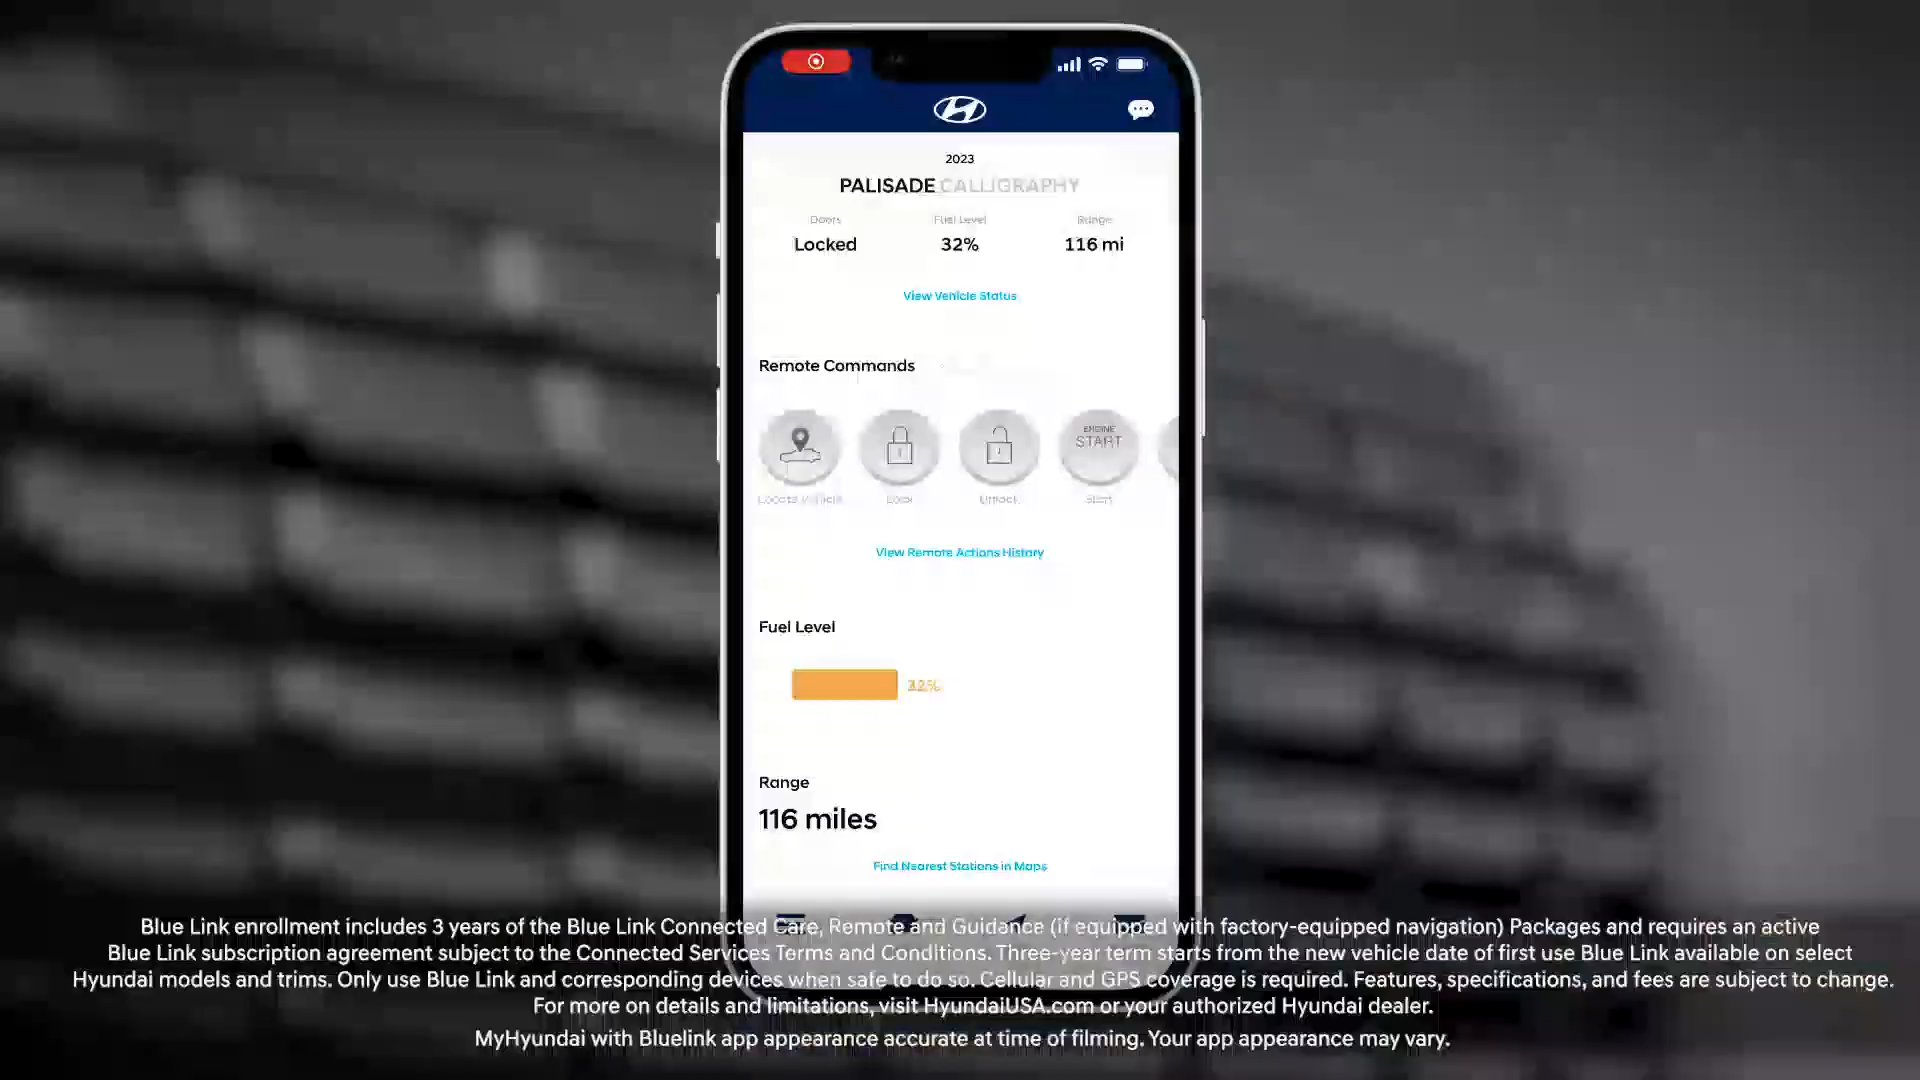 2023
PALISADE CALLIGRAPHY
Doors Fuel Level Range
Locked 32% 116 mi
View Vehicle Status
Remote Commands
ENGINE
START
Locate Vehicle Lock Unlock Start
View Remote Actions History
Fuel Level
32%
Range
116 miles
Find Nearest Stations in Maps
Blue Link enrollment includes 3 years of the Blue Link Connected Care, Remote and Guidance (if equipped with factory-equipped navigation) Packages and requires an active
Blue Link subscription agreement subject to the Connected Services Terms and Conditions. Three-year term starts from the new vehicle date of first use Blue Link available on select
Hyundai models and trims. Only use Blue Link and corresponding devices when safe to do so. Cellular and GPS coverage is required. Features, specifications, and fees are subject to change.
For more on details and limitations, visit HyundaiUSA.com or your authorized Hyundai dealer.
MyHyundai with Bluelink app appearance accurate at time of filming. Your app appearance may vary.